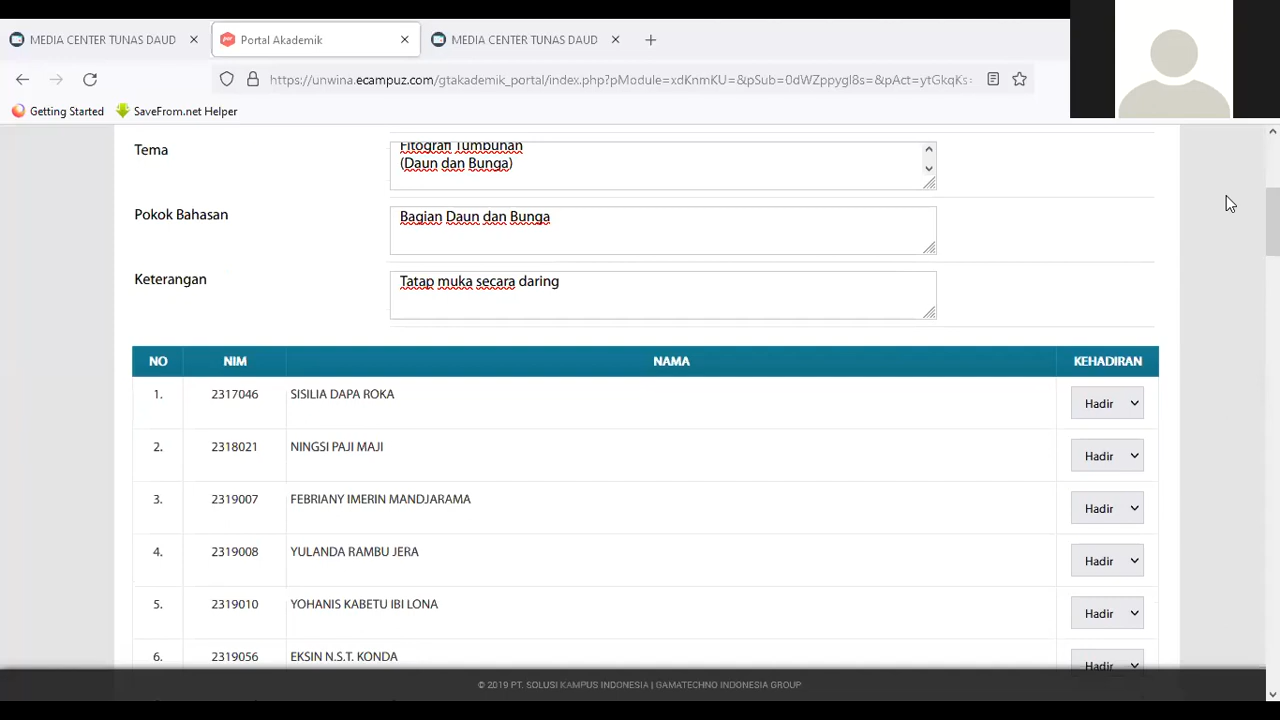 MEDIA CENTER TUNAS DAUD
Portal Akademik
MEDIA CENTER TUNAS DAUD
https://unwina.ecampuz.com/gtakademik_portal/index.php?pModule=xdKnmKU=&pSub=0dWZppygl8s=&pAct=ytGkqKs=
Getting Started
SaveFrom.net Helper
Tema
Fitografi Tumbuhan
(Daun dan Bunga)
Pokok Bahasan
Bagian Daun dan Bunga
Keterangan
Tatap muka secara daring
NO NIM NAMA KEHADIRAN
1. 2317046 SISILIA DAPA ROKA Hadir
2. 2318021 NINGSI PAJI MAJI Hadir
3. 2319007 FEBRIANY IMERIN MANDJARAMA Hadir
4. 2319008 YULANDA RAMBU JERA Hadir
5. 2319010 YOHANIS KABETU IBI LONA Hadir
6. 2319056 EKSIN N.S.T. KONDA Hadir
© 2019 PT. SOLUSI KAMPUS INDONESIA | GAMATECHNO INDONESIA GROUP